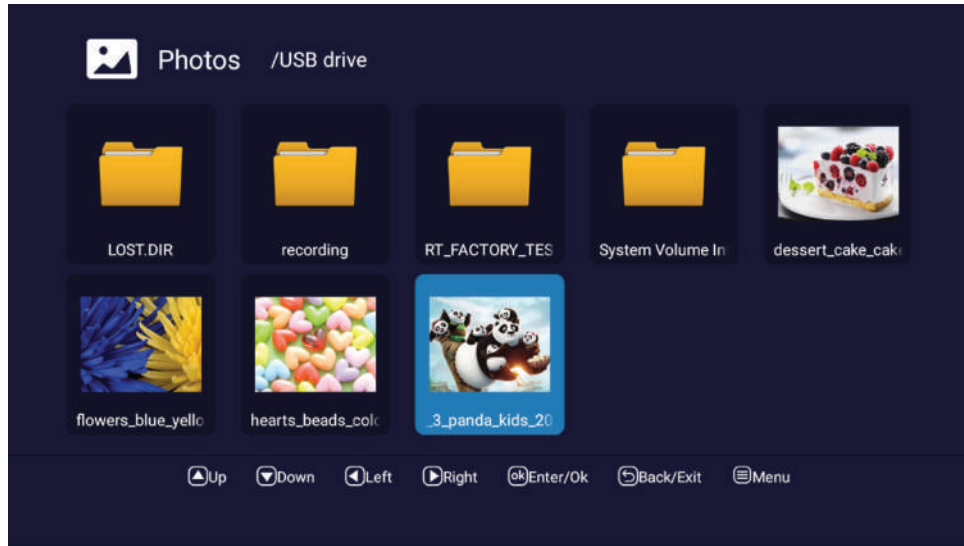 Photos /USB drive
LOST.DIR
recording
RT_FACTORY_TES
System Volume In
dessert_cake_cak
flowers_blue_yello
hearts_beads_col
_3_panda_kids_20
Up Down Left Right ok Enter/Ok Back/Exit Menu